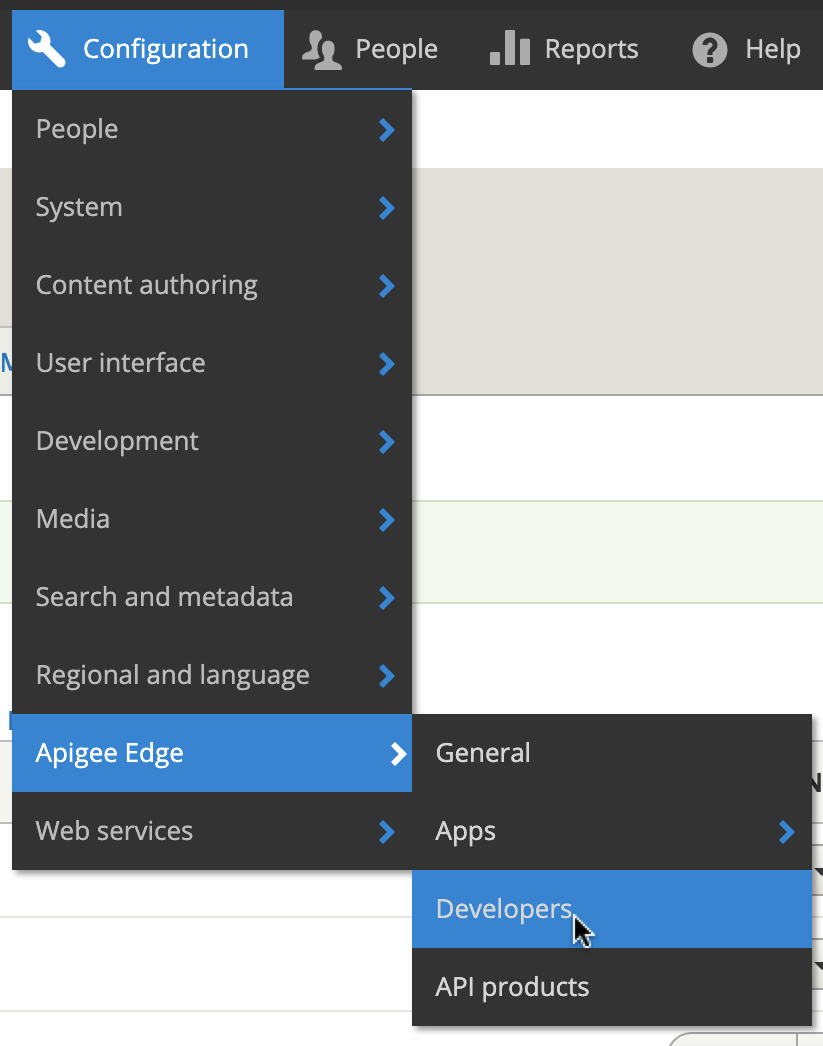 Configuration
People
Reports
Help
People
System
Content authoring
User interface
Development
Media
Search and metadata
Regional and language
Apigee Edge
General
Web services
Apps
Developers
API products